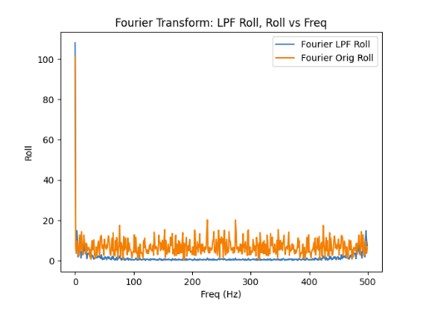 Fourier Transform: LPF Roll, Roll vs Freq
Fourier LPF Roll
Fourier Orig Roll
100
80
60
40
20
0
Roll
0 100 200 300 400 500
Freq (Hz)